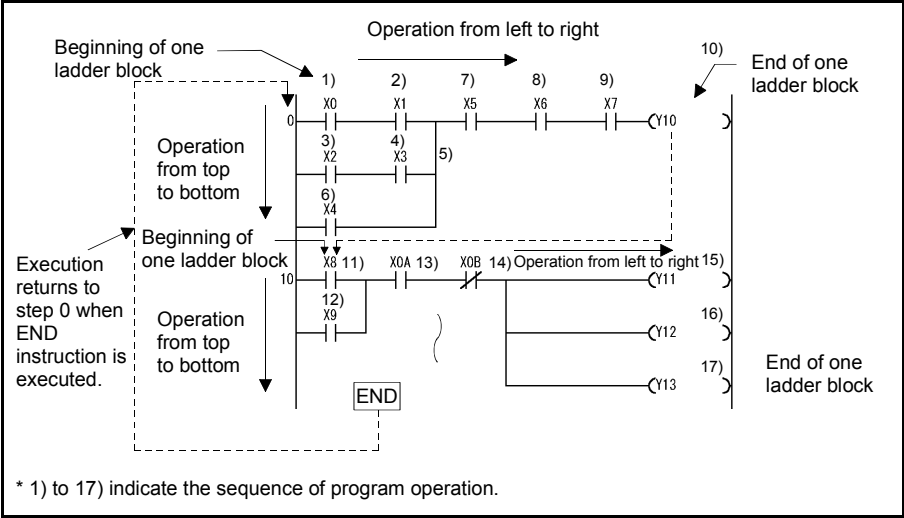 Operation from left to right
Beginning of one
ladder block
10)
End of one
ladder block
1) 2) 7) 8) 9)
X0 X1 X5 X6 X7
0 Y10
Operation
from top
to bottom
3) 4) 5)
X2 X3
6)
X4
Beginning of
one ladder block
Execution
returns to
step 0 when
END
instruction is
executed.
X8 11) X0A 13) X0B 14) Operation from left to right 15)
10 Y11
12)
X9
Operation
from top
to bottom
16)
Y12
17)
Y13
End of one
ladder block
END
* 1) to 17) indicate the sequence of program operation.